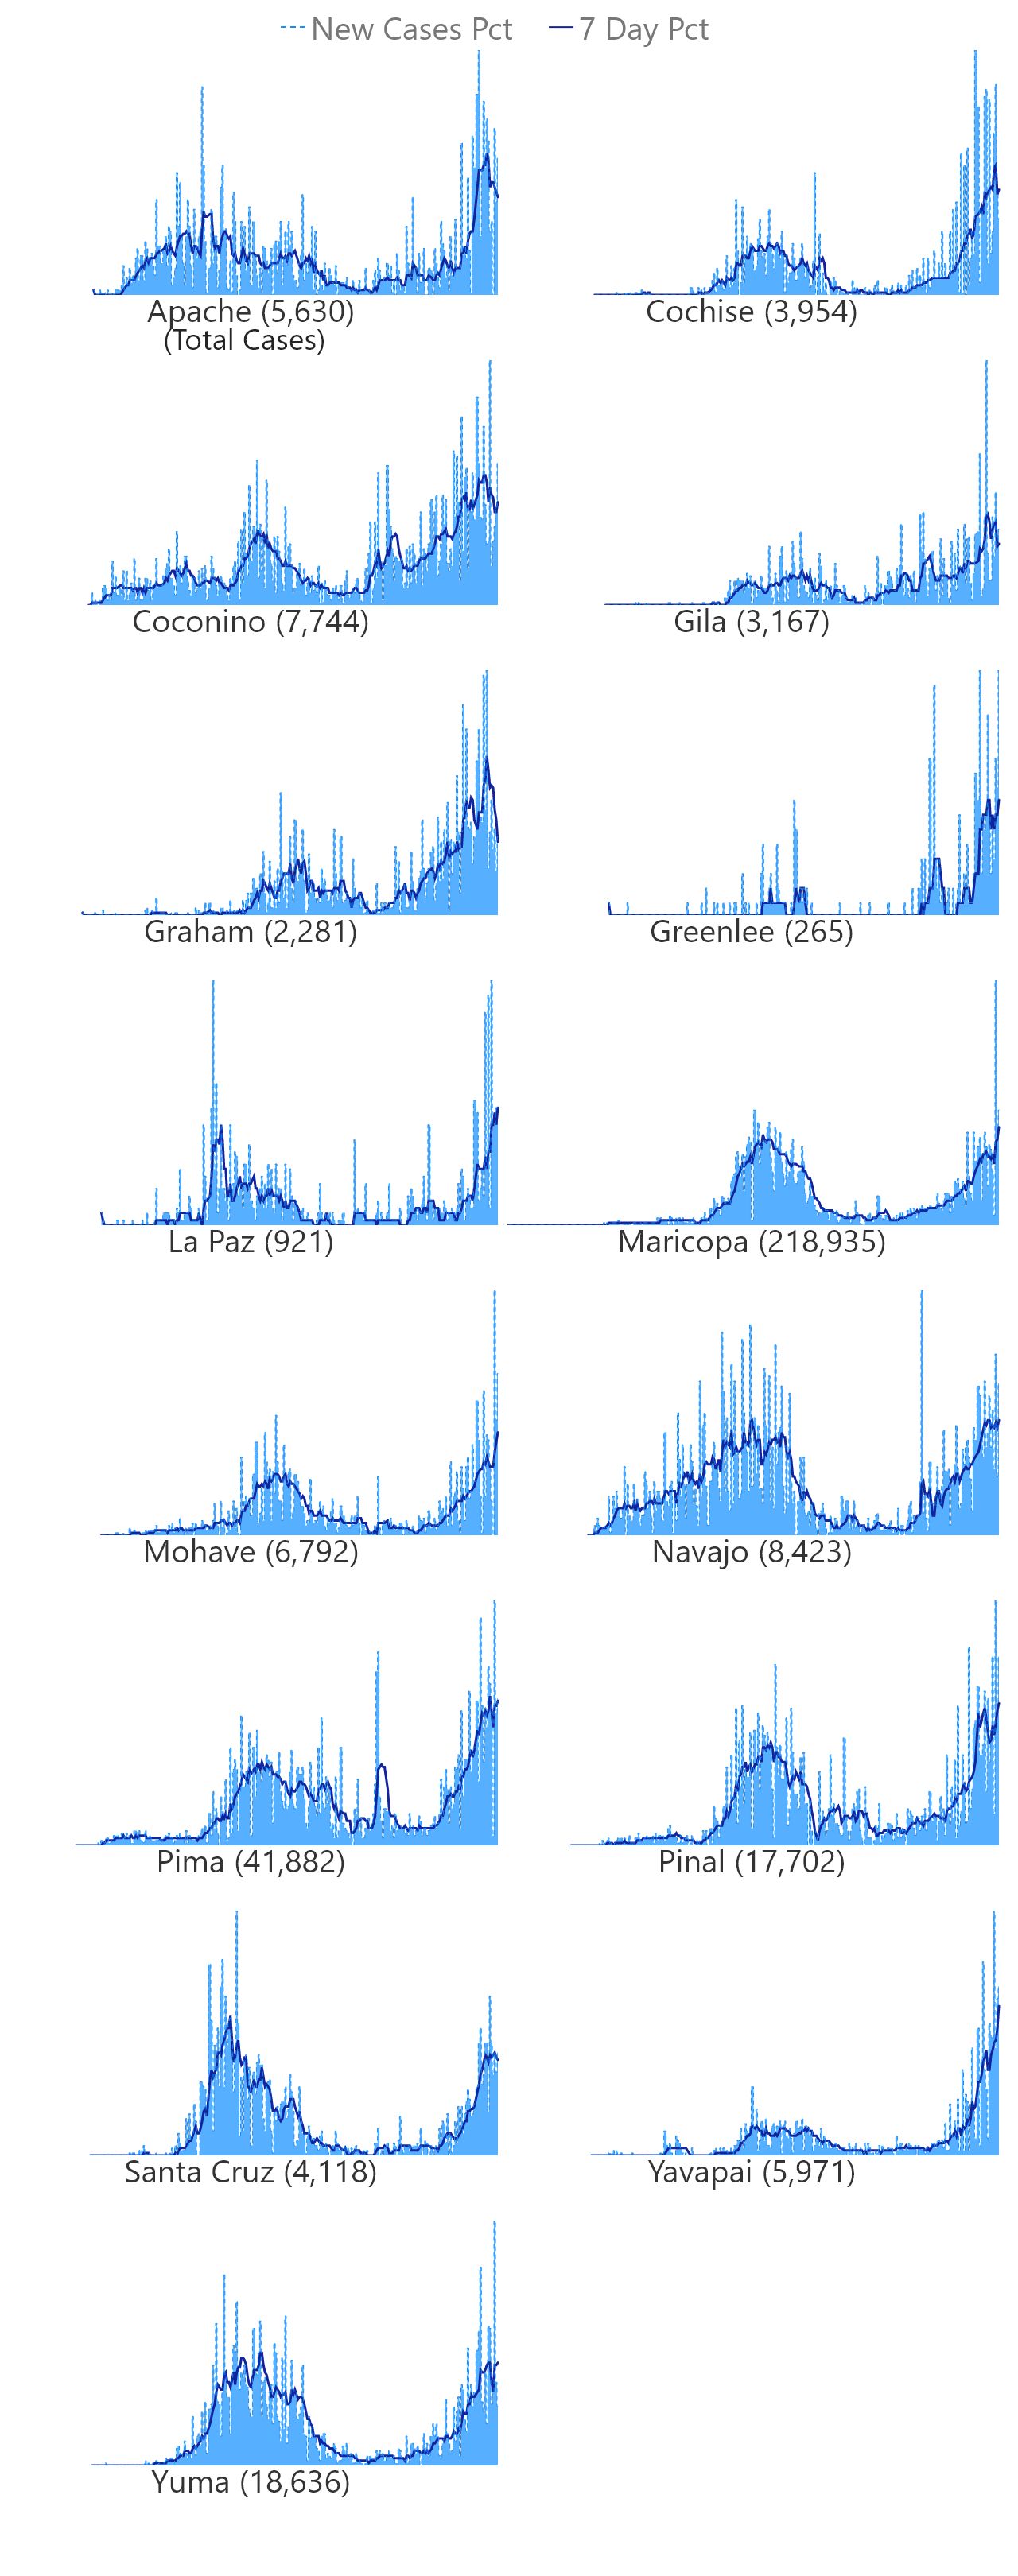 New Cases Pct 7 Day Pct
Apache (5,630)
(Total Cases)
Cochise (3,954)
Coconino (7,744)
Gila (3,167)
Graham (2,281)
Greenlee (265)
La Paz (921)
Maricopa (218,935)
Mohave (6,792)
Navajo (8,423)
Pima (41,882)
Pinal (17,702)
Santa Cruz (4,118)
Yavapai (5,971)
Yuma (18,636)